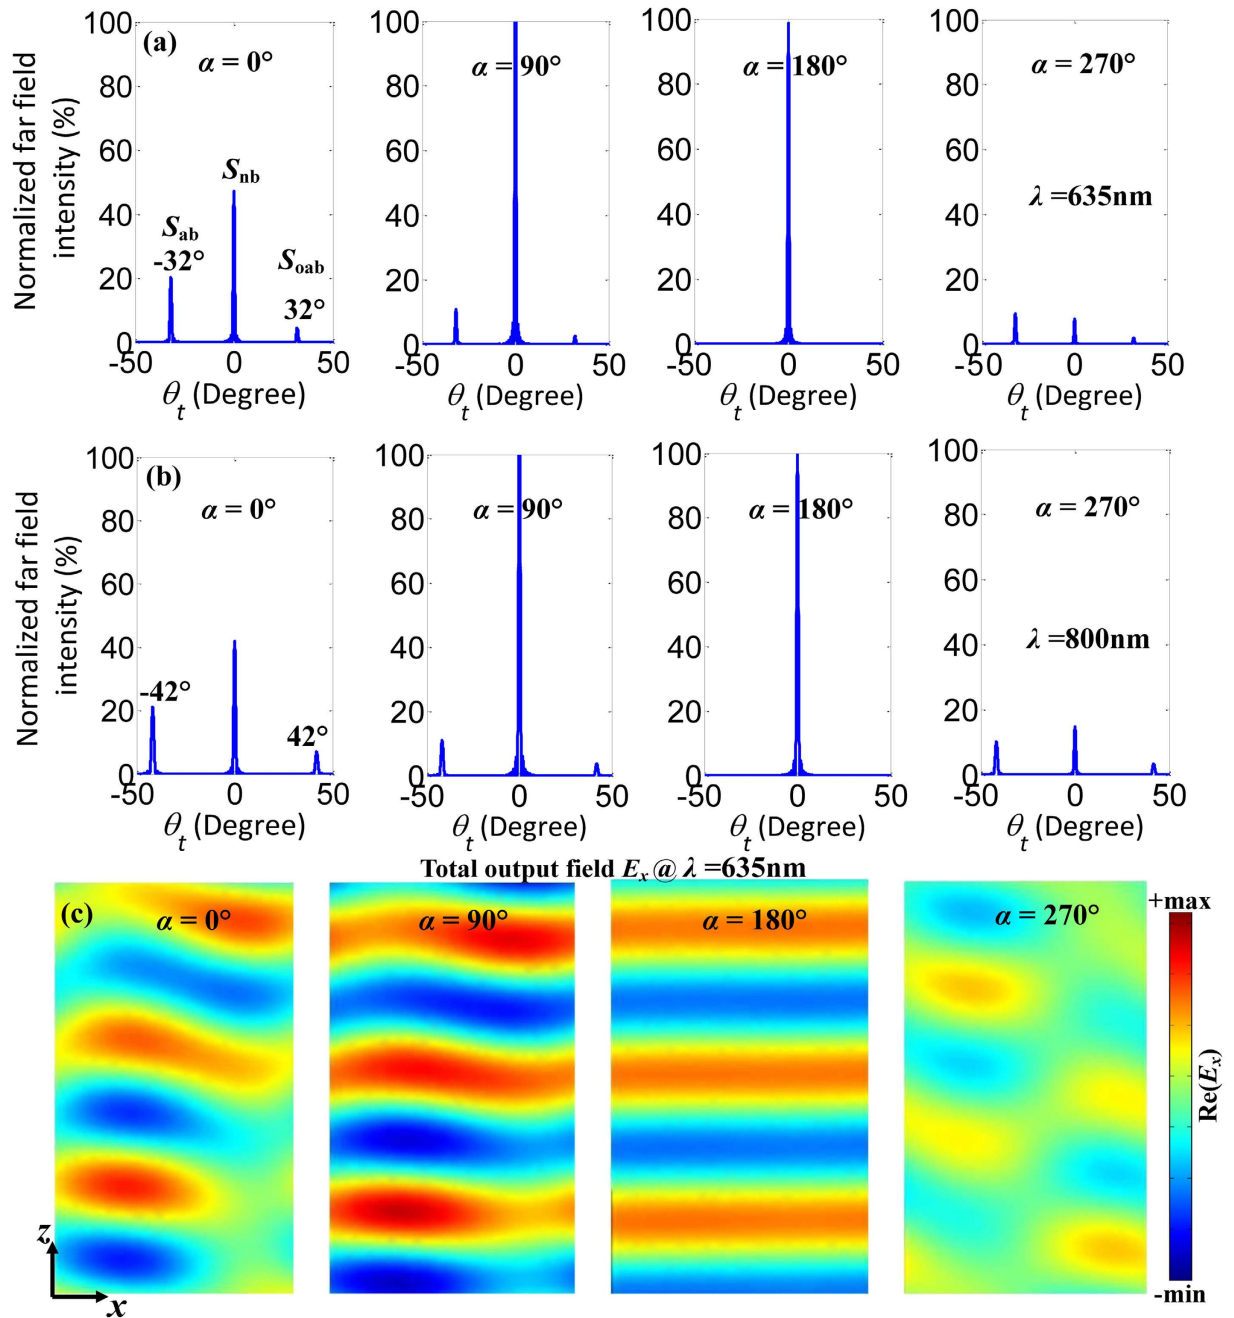 (a)
Normalized far field
intensity (%)
100
80
60
40
20
0
α = 0°
S_nb
S_ab
-32°
S_oab
32°
-50 0 50
θ_t (Degree)
100
80
60
40
20
0
α = 90°
-50 0 50
θ_t (Degree)
100
80
60
40
20
0
α = 180°
-50 0 50
θ_t (Degree)
100
80
60
40
20
0
α = 270°
λ =635nm
-50 0 50
θ_t (Degree)
(b)
Normalized far field
intensity (%)
100
80
60
40
20
0
α = 0°
-42°
42°
-50 0 50
θ_t (Degree)
100
80
60
40
20
0
α = 90°
-50 0 50
θ_t (Degree)
100
80
60
40
20
0
α = 180°
-50 0 50
θ_t (Degree)
100
80
60
40
20
0
α = 270°
λ =800nm
-50 0 50
θ_t (Degree)
Total output field E_x @ λ =635nm
(c)
α = 0°
α = 90°
α = 180°
α = 270°
+max
Re(E_x)
-min
z
x